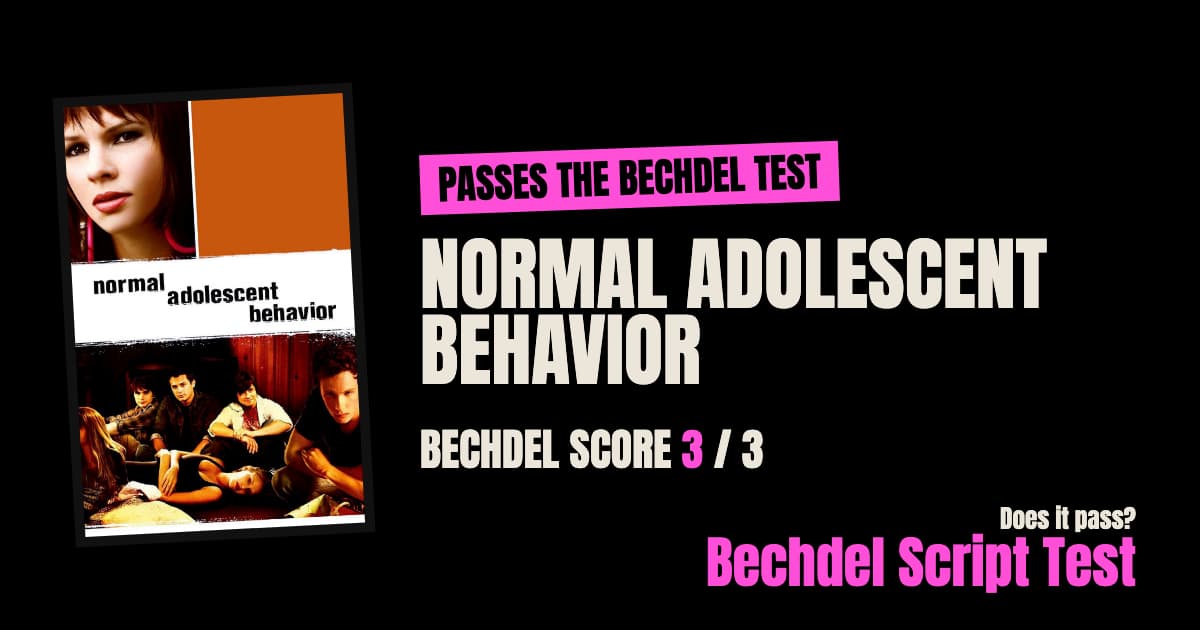 normal
adolescent
behavior
PASSES THE BECHDEL TEST
NORMAL ADOLESCENT
BEHAVIOR
BECHDEL SCORE 3 / 3
Does it pass?
Bechdel Script Test